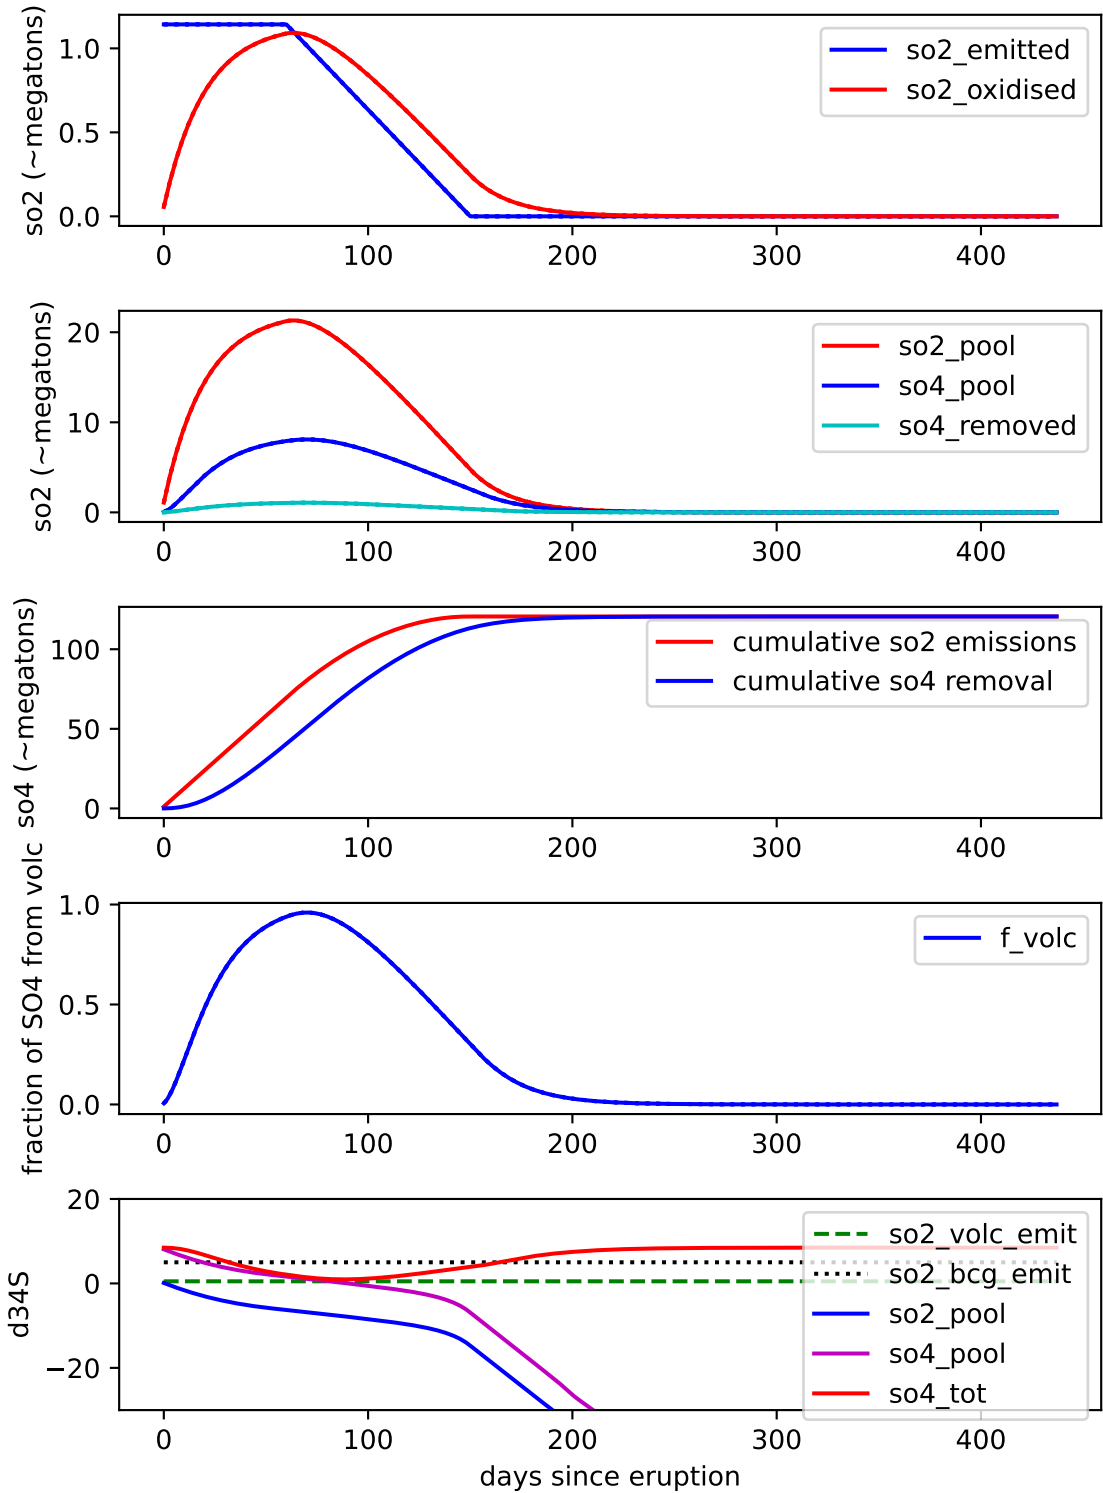 so2 (~megatons)
1.0
0.5
0.0
so2_emitted
so2_oxidised
0 100 200 300 400
so2 (~megatons)
20
10
0
so2_pool
so4_pool
so4_removed
0 100 200 300 400
so4 (~megatons)
100
50
0
cumulative so2 emissions
cumulative so4 removal
0 100 200 300 400
fraction of SO4 from volc
1.0
0.5
0.0
f_volc
0 100 200 300 400
d34S
20
0
−20
so2_volc_emit
so2_bcg_emit
so2_pool
so4_pool
so4_tot
0 100 200 300 400
days since eruption